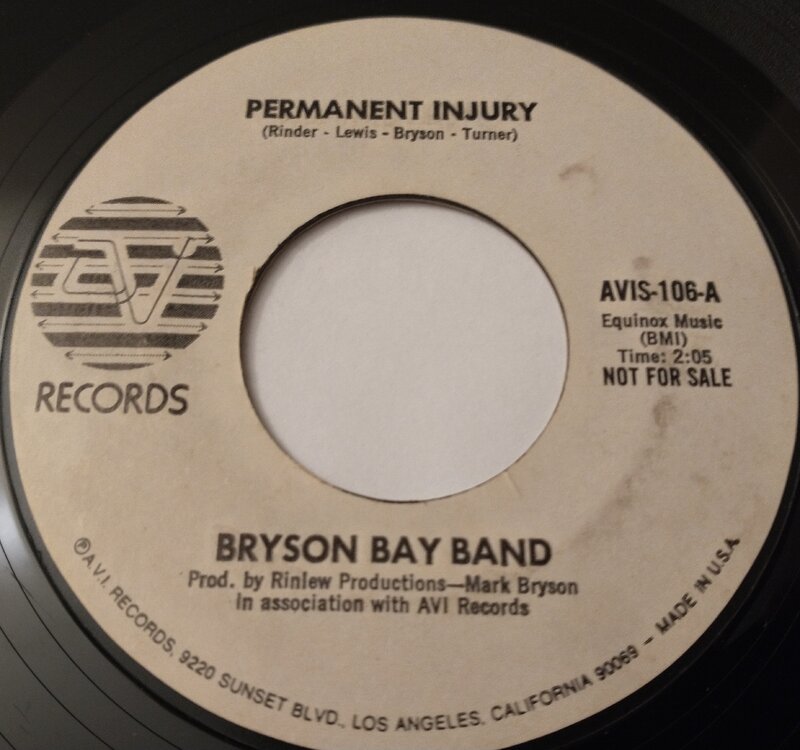 PERMANENT INJURY
(Rinder - Lewis - Bryson - Turner)
AVI
RECORDS
AVIS-106-A
Equinox Music
(BMI)
Time: 2:05
NOT FOR SALE
BRYSON BAY BAND
Prod. by Rinlew Productions—Mark Bryson
In association with AVI Records
℗A.V.I. RECORDS, 9220 SUNSET BLVD., LOS ANGELES, CALIFORNIA 90069 - MADE IN U.S.A.